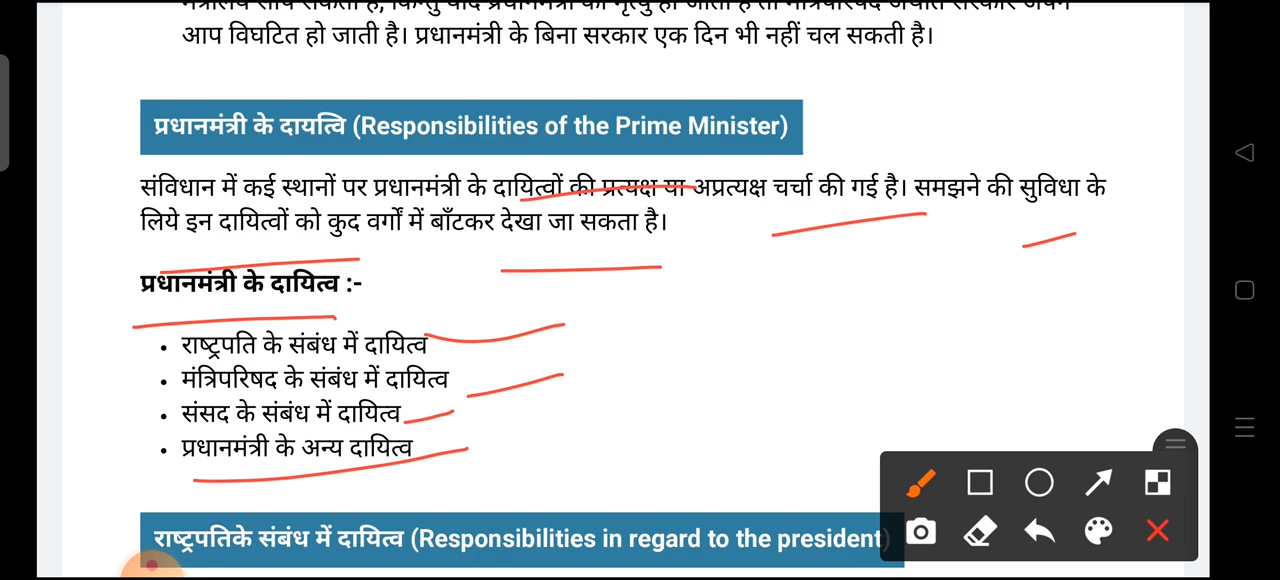 आप विघटित हो जाती है। प्रधानमंत्री के बिना सरकार एक दिन भी नहीं चल सकती है।
प्रधानमंत्री के दायत्वि (Responsibilities of the Prime Minister)
संविधान में कई स्थानों पर प्रधानमंत्री के दायित्वों की प्रत्यक्ष या अप्रत्यक्ष चर्चा की गई है। समझने की सुविधा के
लिये इन दायित्वों को कुद वर्गों में बाँटकर देखा जा सकता है।
प्रधानमंत्री के दायित्व :-
• राष्ट्रपति के संबंध में दायित्व
• मंत्रिपरिषद के संबंध में दायित्व
• संसद के संबंध में दायित्व
• प्रधानमंत्री के अन्य दायित्व
राष्ट्रपतिके संबंध में दायित्व (Responsibilities in regard to the president)